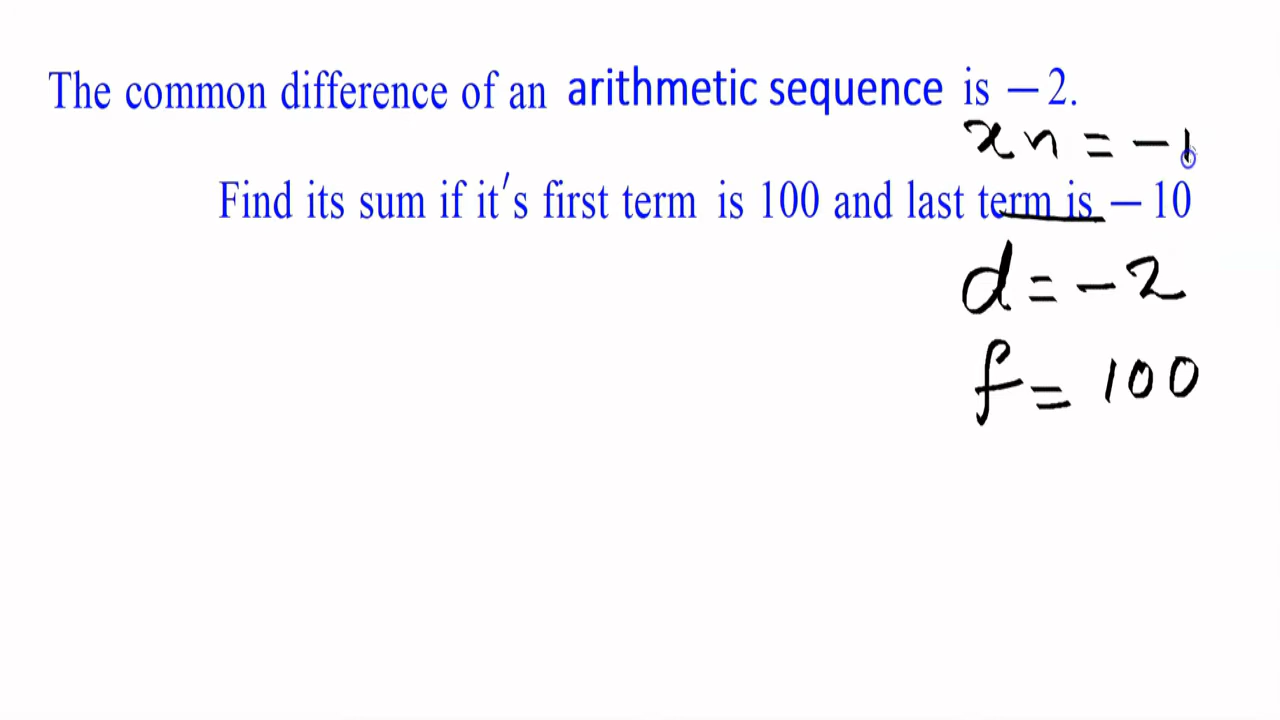 The common difference of an arithmetic sequence is −2.
xn = −1
Find its sum if it's first term is 100 and last term is −10
d = −2
f = 100